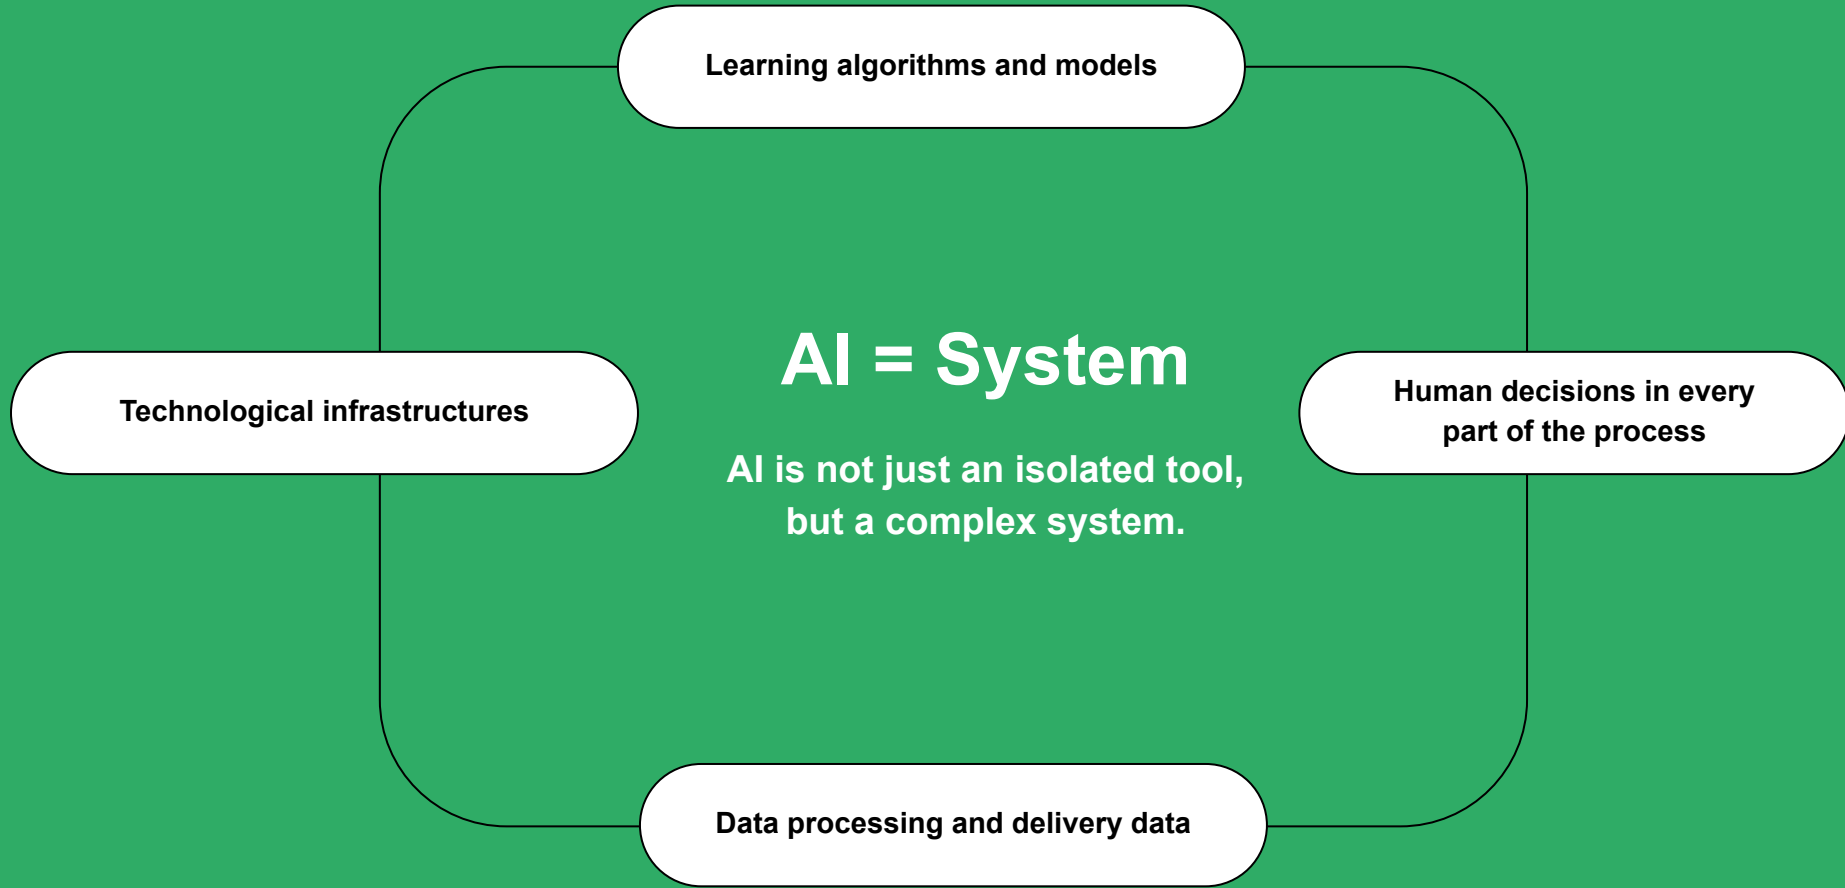 Learning algorithms and models
AI = System
Technological infrastructures
Human decisions in every
part of the process
AI is not just an isolated tool,
but a complex system.
Data processing and delivery data